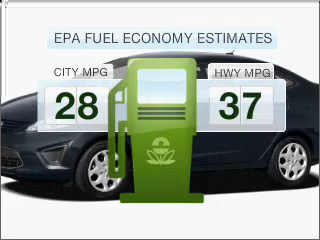 EPA FUEL ECONOMY ESTIMATES
CITY MPG
HWY MPG
28
37